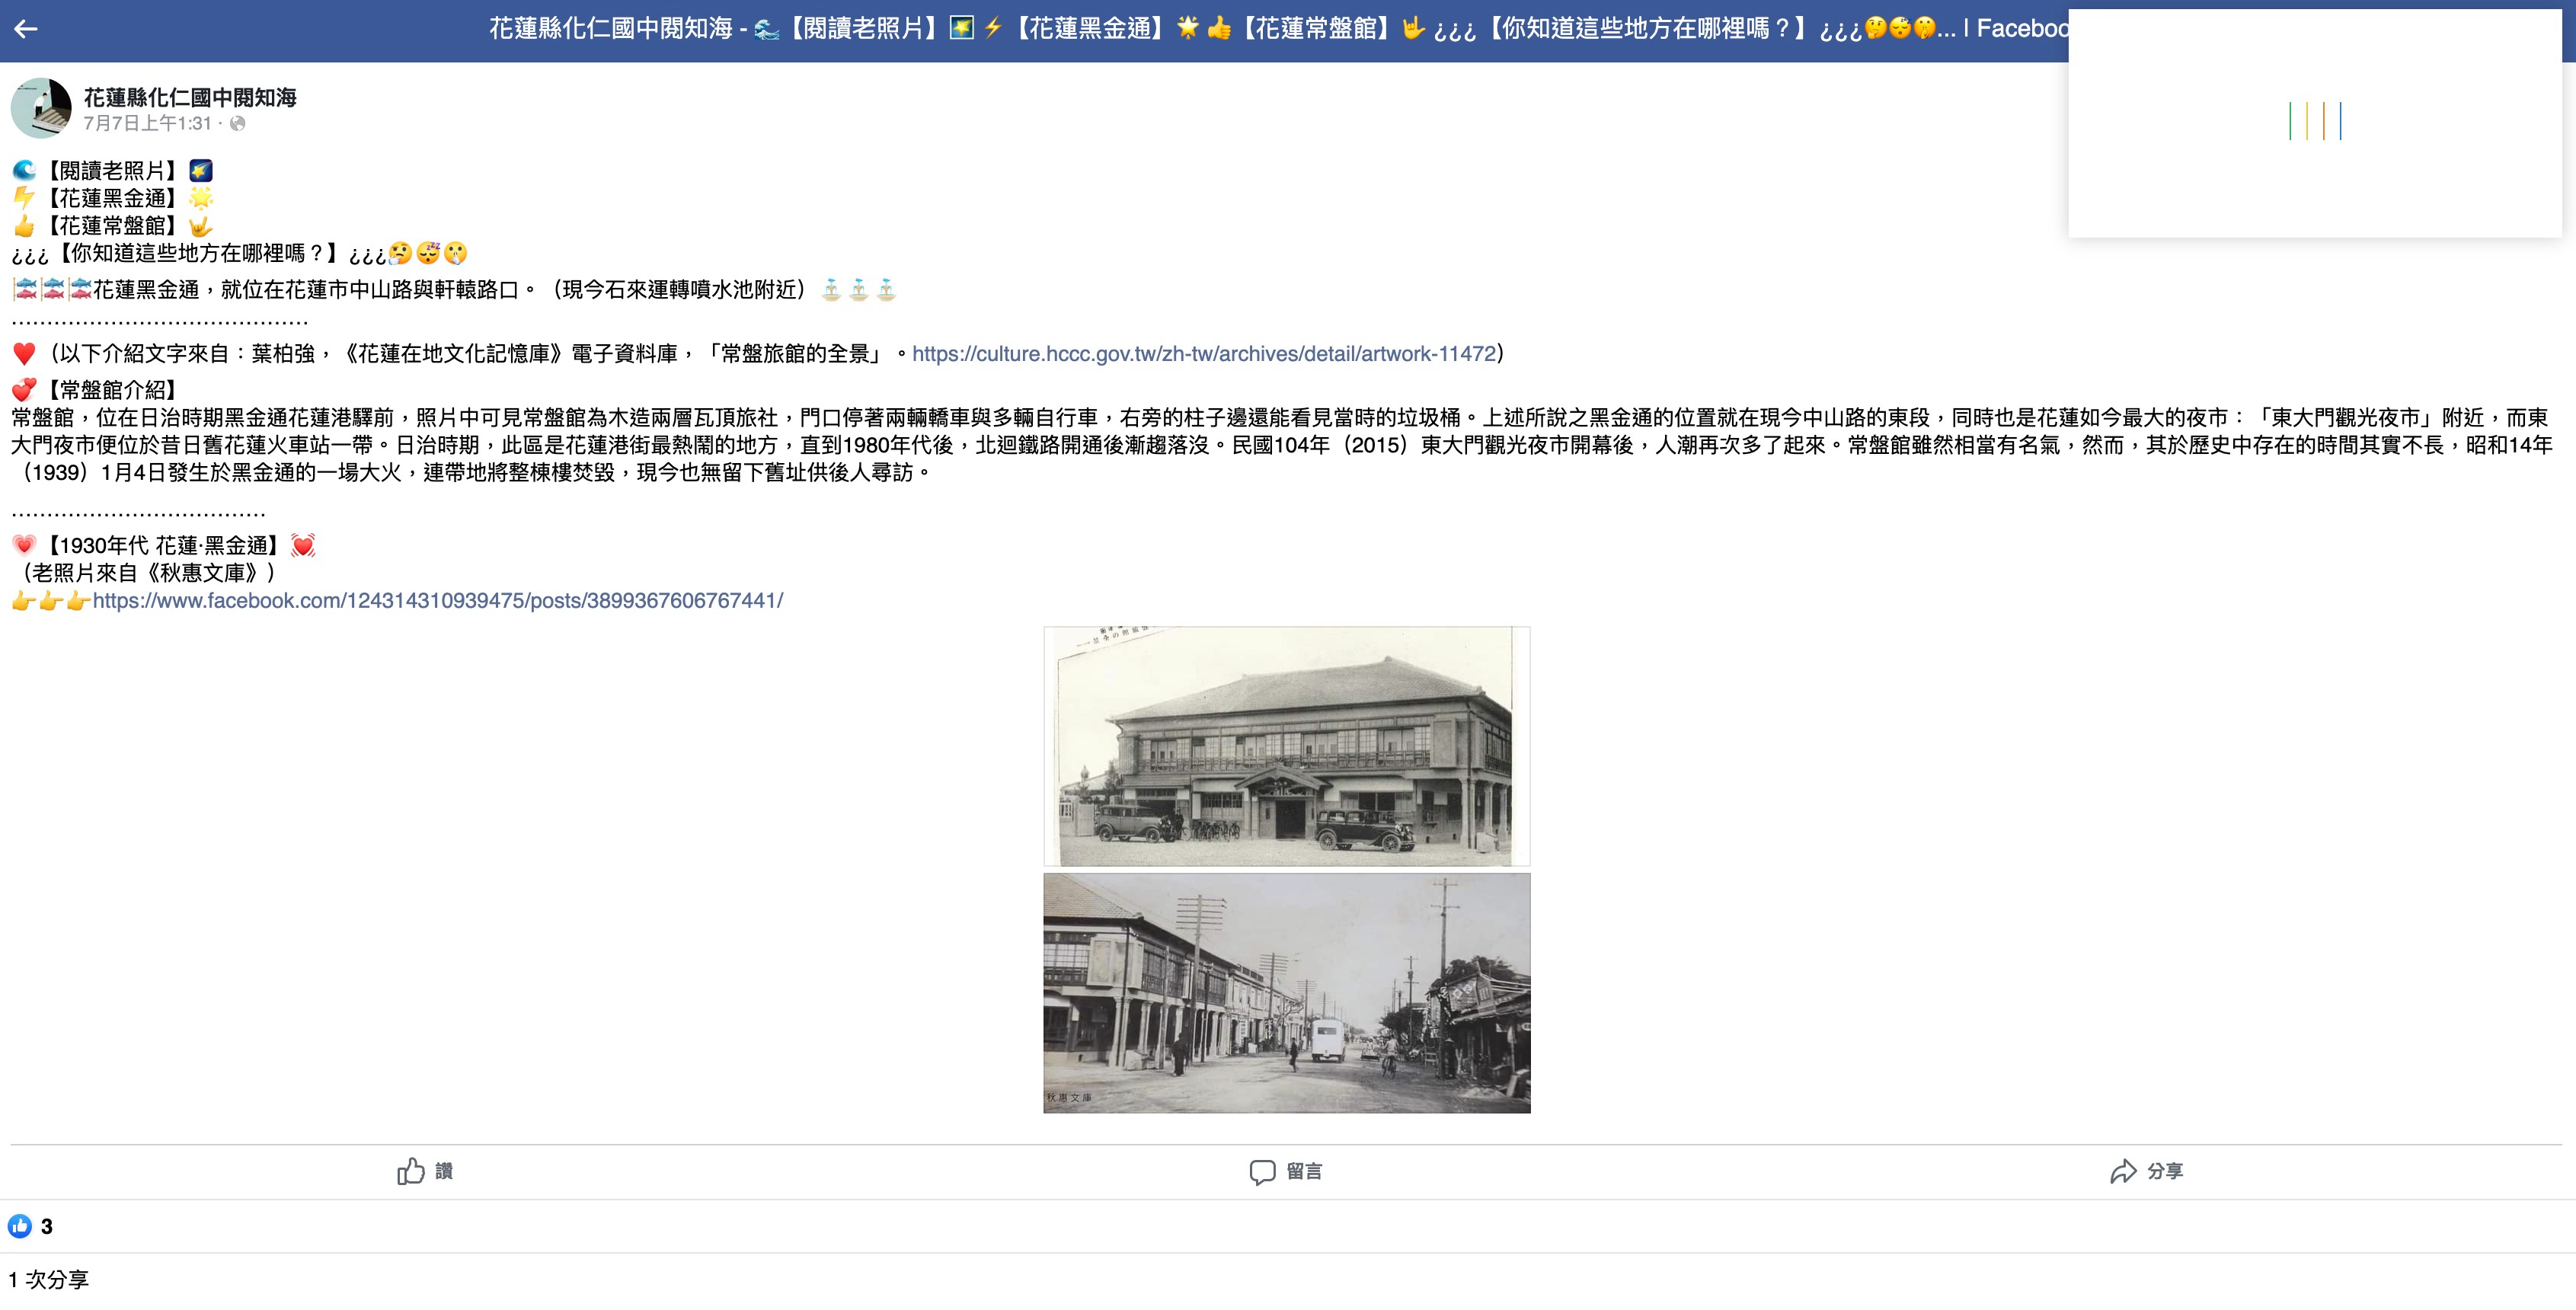 花蓮縣化仁國中閱知海 - 🌊【閱讀老照片】🌠⚡【花蓮黑金通】🌟👍【花蓮常盤館】🤟¿¿¿【你知道這些地方在哪裡嗎？】¿¿¿🤔😴🤫... | Faceboo
花蓮縣化仁國中閱知海
7月7日上午1:31 ·
🌊【閱讀老照片】🌠
⚡【花蓮黑金通】🌟
👍【花蓮常盤館】🤟
¿¿¿【你知道這些地方在哪裡嗎？】¿¿¿🤔😴🤫
🎏🎏🎏花蓮黑金通，就位在花蓮市中山路與軒轅路口。（現今石來運轉噴水池附近）⛲⛲⛲
..........................................
♥️（以下介紹文字來自：葉柏強，《花蓮在地文化記憶庫》電子資料庫，「常盤旅館的全景」。https://culture.hccc.gov.tw/zh-tw/archives/detail/artwork-11472）
💞【常盤館介紹】
常盤館，位在日治時期黑金通花蓮港驛前，照片中可見常盤館為木造兩層瓦頂旅社，門口停著兩輛轎車與多輛自行車，右旁的柱子邊還能看見當時的垃圾桶。上述所說之黑金通的位置就在現今中山路的東段，同時也是花蓮如今最大的夜市：「東大門觀光夜市」附近，而東
大門夜市便位於昔日舊花蓮火車站一帶。日治時期，此區是花蓮港街最熱鬧的地方，直到1980年代後，北迴鐵路開通後漸趨落沒。民國104年（2015）東大門觀光夜市開幕後，人潮再次多了起來。常盤館雖然相當有名氣，然而，其於歷史中存在的時間其實不長，昭和14年
（1939）1月4日發生於黑金通的一場大火，連帶地將整棟樓焚毀，現今也無留下舊址供後人尋訪。
....................................
💗【1930年代 花蓮·黑金通】💓
（老照片來自《秋惠文庫》）
👉👉👉https://www.facebook.com/124314310939475/posts/3899367606767441/
秋惠文庫
讚
留言
分享
3
1 次分享